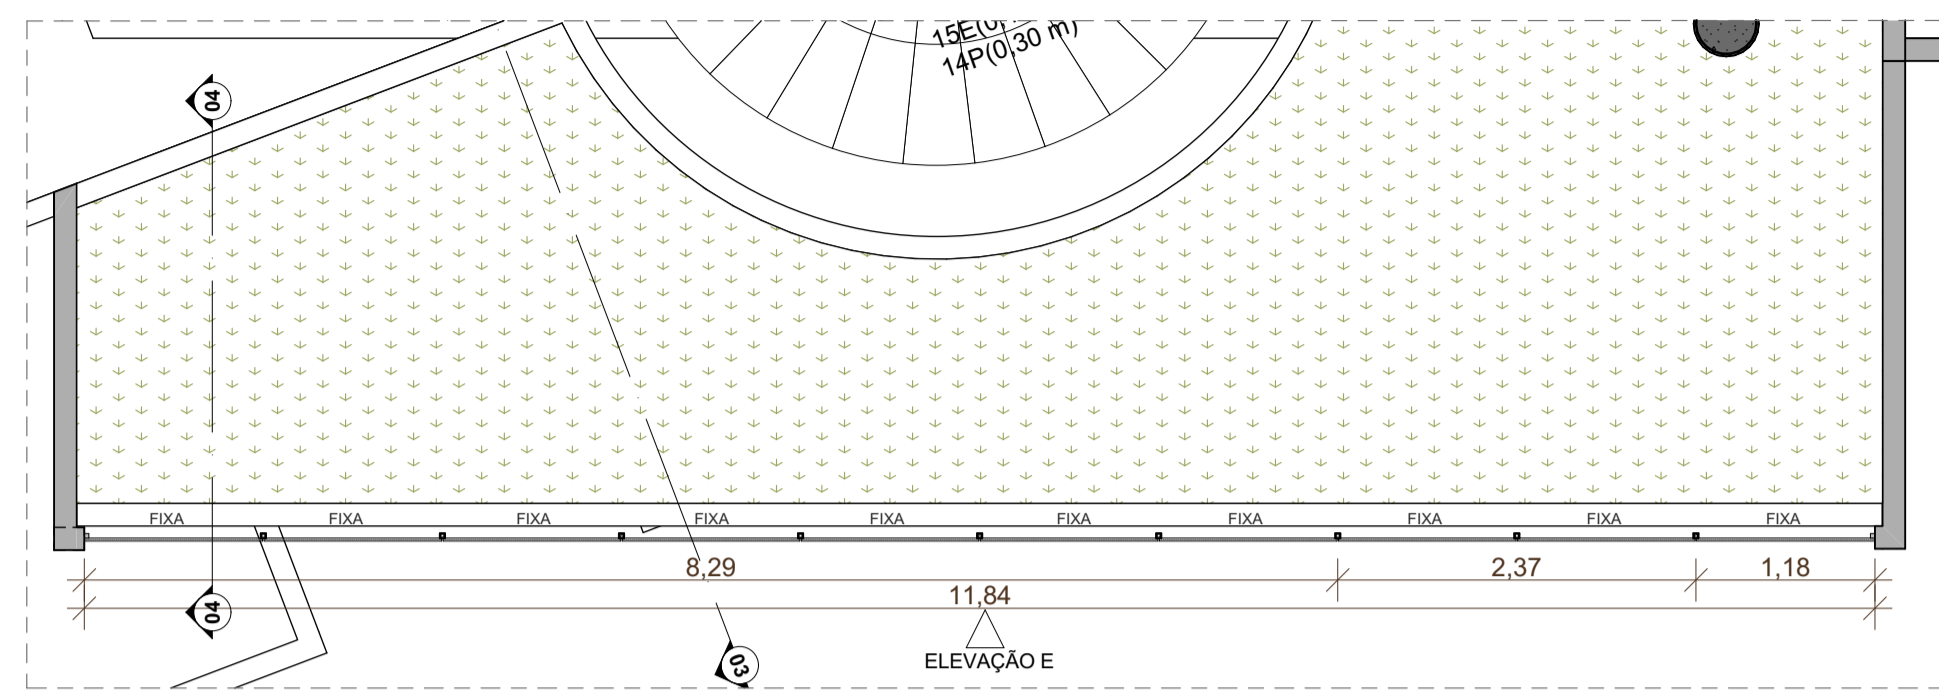 15E(0,
14P(0,30 m)
04
FIXA FIXA FIXA FIXA FIXA FIXA FIXA FIXA FIXA FIXA
8,29 2,37 1,18
11,84
04
ELEVAÇÃO E
03